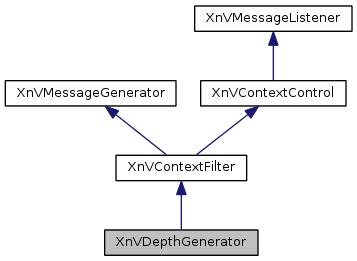 XnVMessageListener
XnVMessageGenerator
XnVContextControl
XnVContextFilter
XnVDepthGenerator